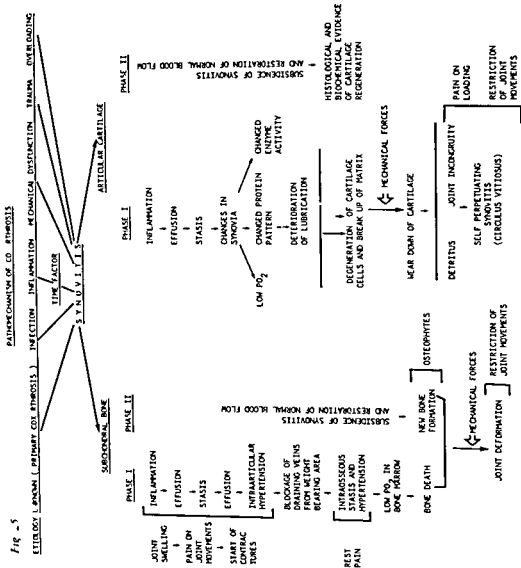 Fig -5
PATHOMECHANISM OF CO RTHROSIS
ETIOLOGY ( PRIMARY COX RTHROSIS ) INFECTION INFLAMMATION MECHANICAL DYSFUNCTION TRAUMA OVERLOADING
TIME FACTOR
SYNOVITIS
SUBCHONDRAL BONE
ARTICULAR CARTILAGE
PHASE I
PHASE II
INFLAMMATION
EFFUSION
STASIS
EFFUSION
INTRAARTICULAR
HYPERTENSION
BLOCKAGE OF
DRAINING VEINS
FROM WEIGHT
BEARING AREA
INTRAOSSEOUS
STASIS AND
HYPERTENSION
LOW PO2 IN
BONE MARROW
BONE DEATH
JOINT
SWELLING
PAIN ON
JOINT
MOVEMENTS
START OF
CONTRAC
TURES
REST
PAIN
SUBSIDENCE OF SYNOVITIS
AND RESTORATION OF NORMAL BLOOD FLOW
NEW BONE
FORMATION
OSTEOPHYTES
MECHANICAL FORCES
JOINT DEFORMATION
RESTRICTION OF
JOINT MOVEMENTS
PHASE I
PHASE II
INFLAMMATION
EFFUSION
STASIS
CHANGES IN
SYNOVIA
LOW PO2
CHANGED PROTEIN
PATTERN
CHANGED
ENZYME
ACTIVITY
DETERIORATION
OF LUBRICATION
DEGENERATION OF CARTILAGE
CELLS AND BREAK UP OF MATRIX
MECHANICAL FORCES
WEAR DOWN OF CARTILAGE
DETRITUS JOINT INCONGRUITY
SELF PERPETUATING
SYNOVITIS
(CIRCULUS VITIOSUS)
SUBSIDENCE OF SYNOVITIS
AND RESTORATION OF NORMAL BLOOD FLOW
HISTOLOGICAL AND
BIOCHEMICAL EVIDENCE
OF CARTILAGE
REGENERATION
PAIN ON
LOADING
RESTRICTION
OF JOINT
MOVEMENTS